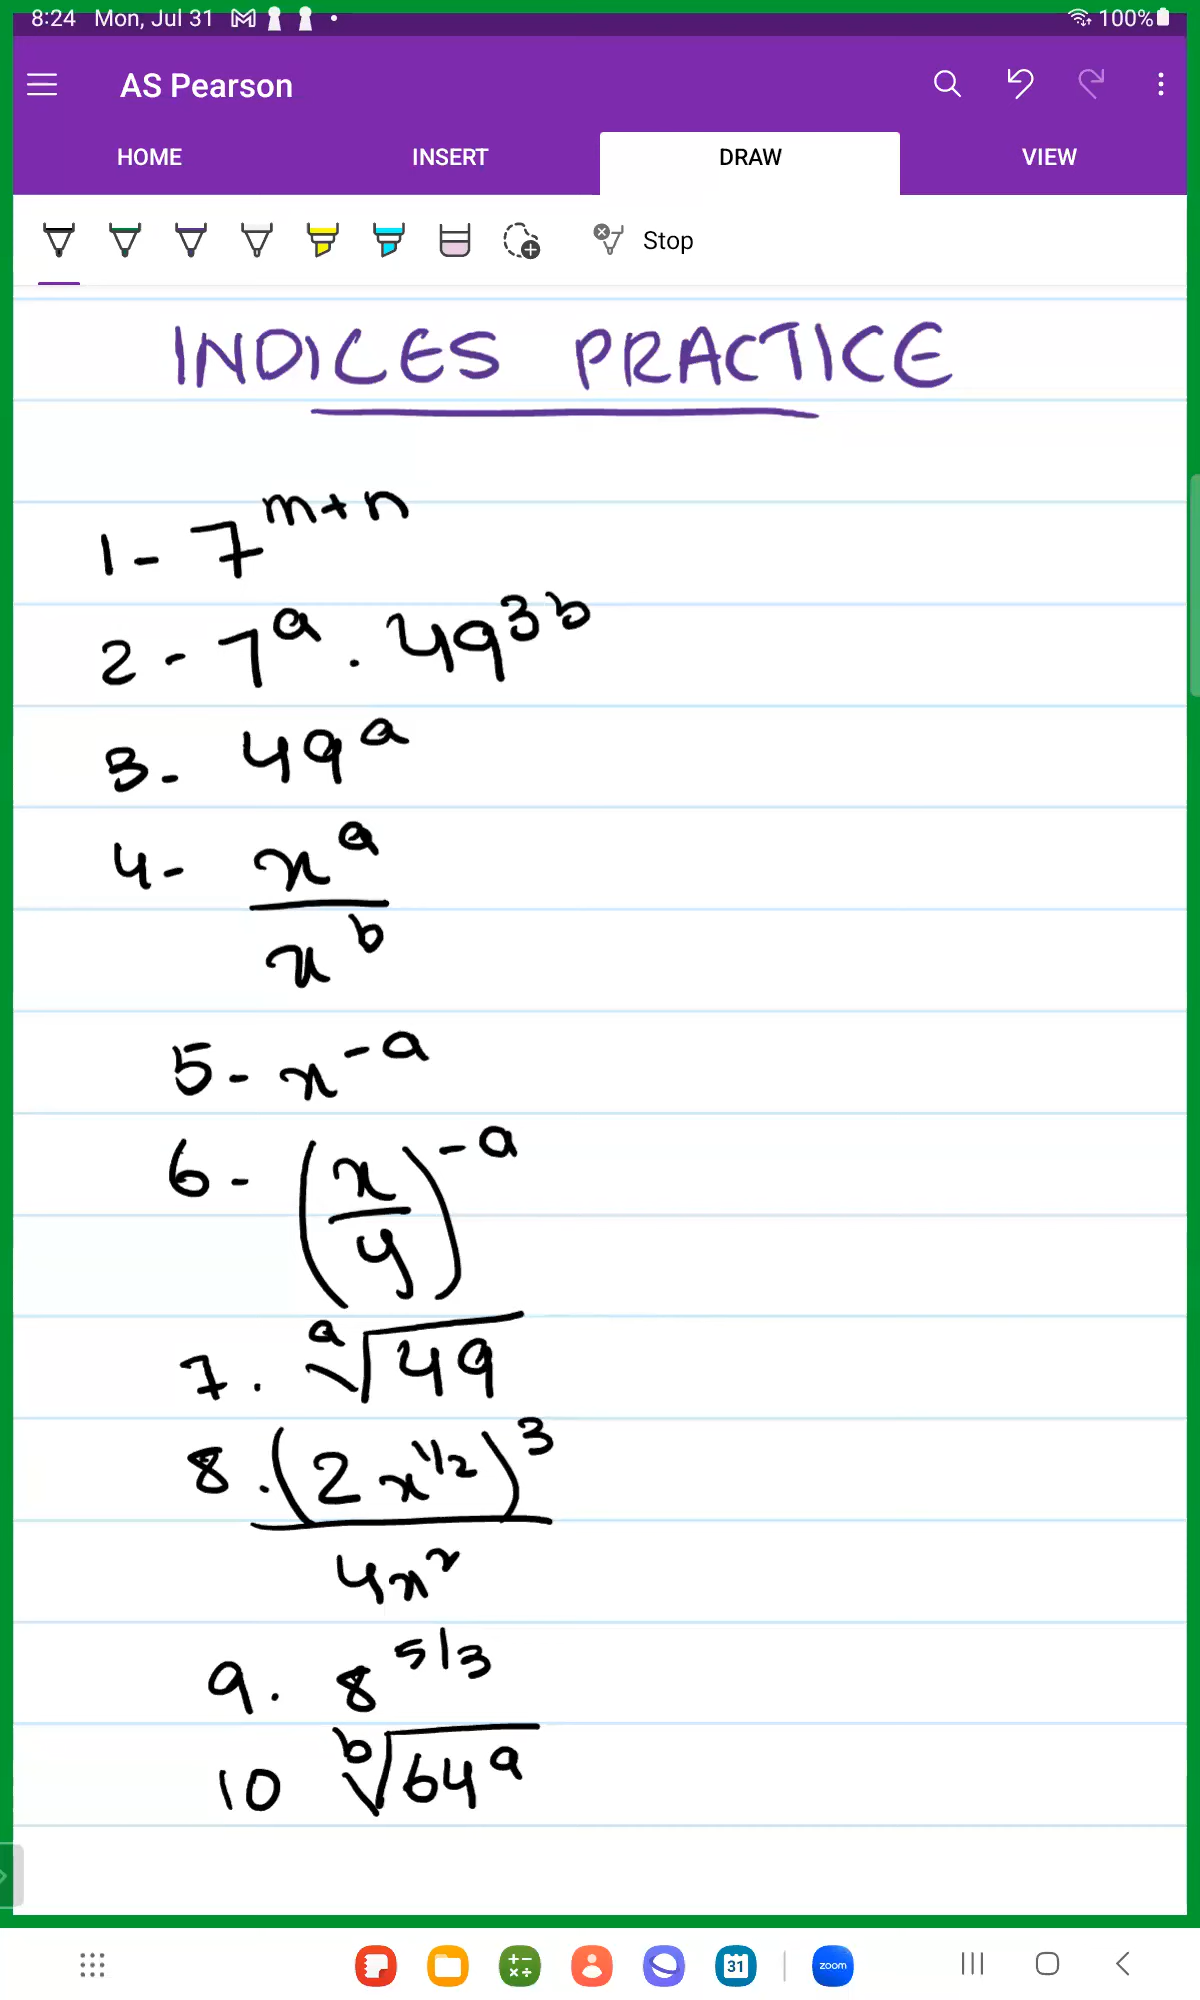 8:24 Mon, Jul 31 100%
AS Pearson
HOME INSERT DRAW VIEW
Stop
INDICES PRACTICE
1 - 7^{m+n}
2 - 7^a . 49^{3b}
3 - 49^a
4 - x^a / x^b
5 - x^{-a}
6 - (x/y)^{-a}
7. ᵃ√49
8. (2x^{1/2})^3 / 4x^2
9. 8^{5/3}
10 ᵇ√64^a
31 zoom